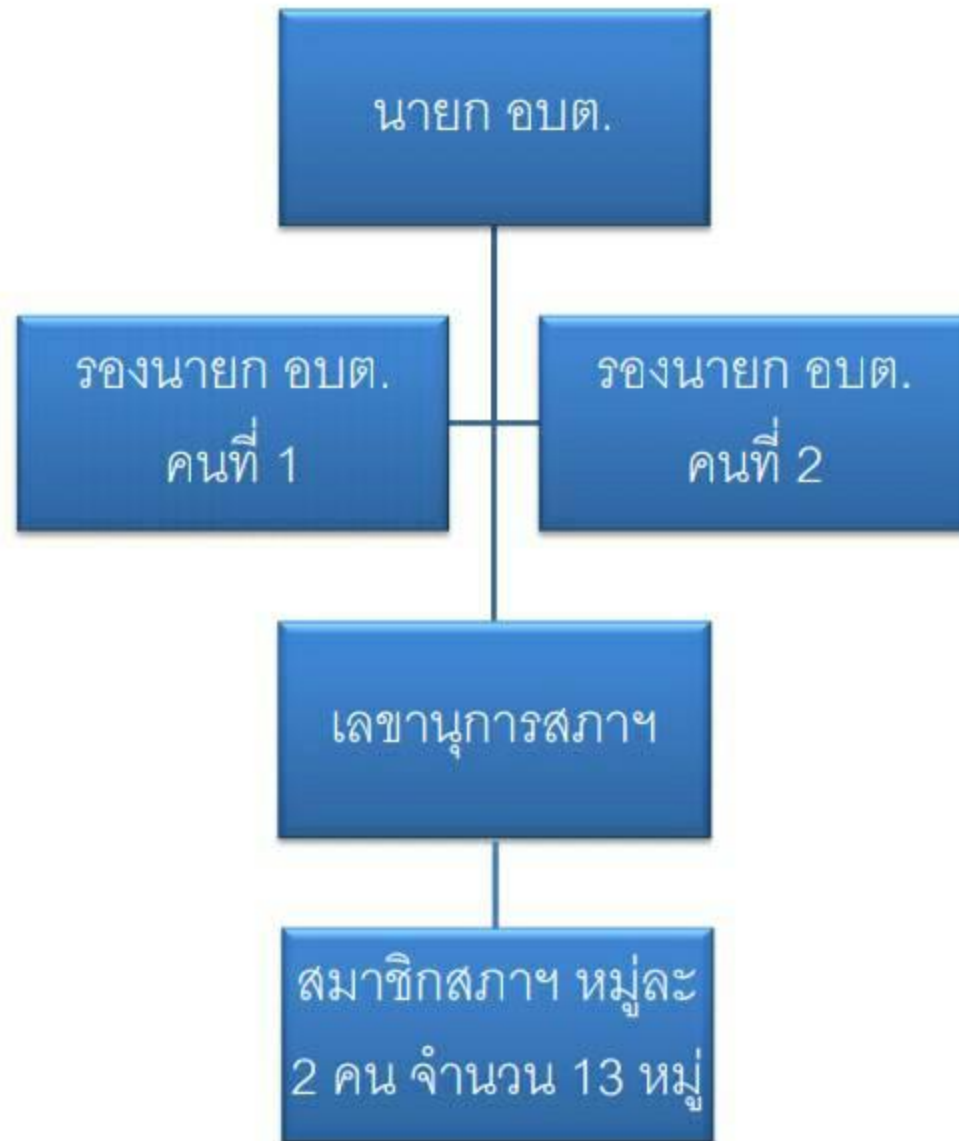 นายก อบต.
รองนายก อบต.
คนที่ 1
รองนายก อบต.
คนที่ 2
เลขานุการสภาฯ
สมาชิกสภาฯ หมู่ละ
2 คน จำนวน 13 หมู่